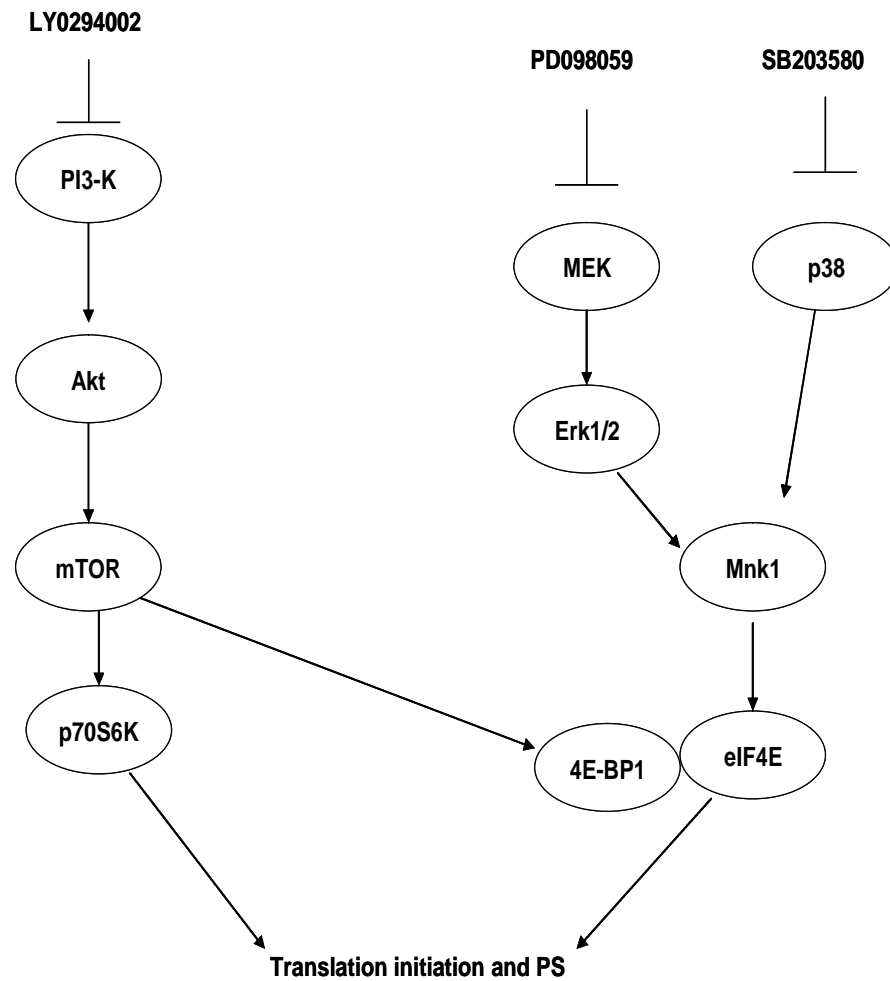 LY0294002
PD098059
SB203580
PI3-K
MEK
p38
Akt
Erk1/2
mTOR
Mnk1
p70S6K
4E-BP1
eIF4E
Translation initiation and PS